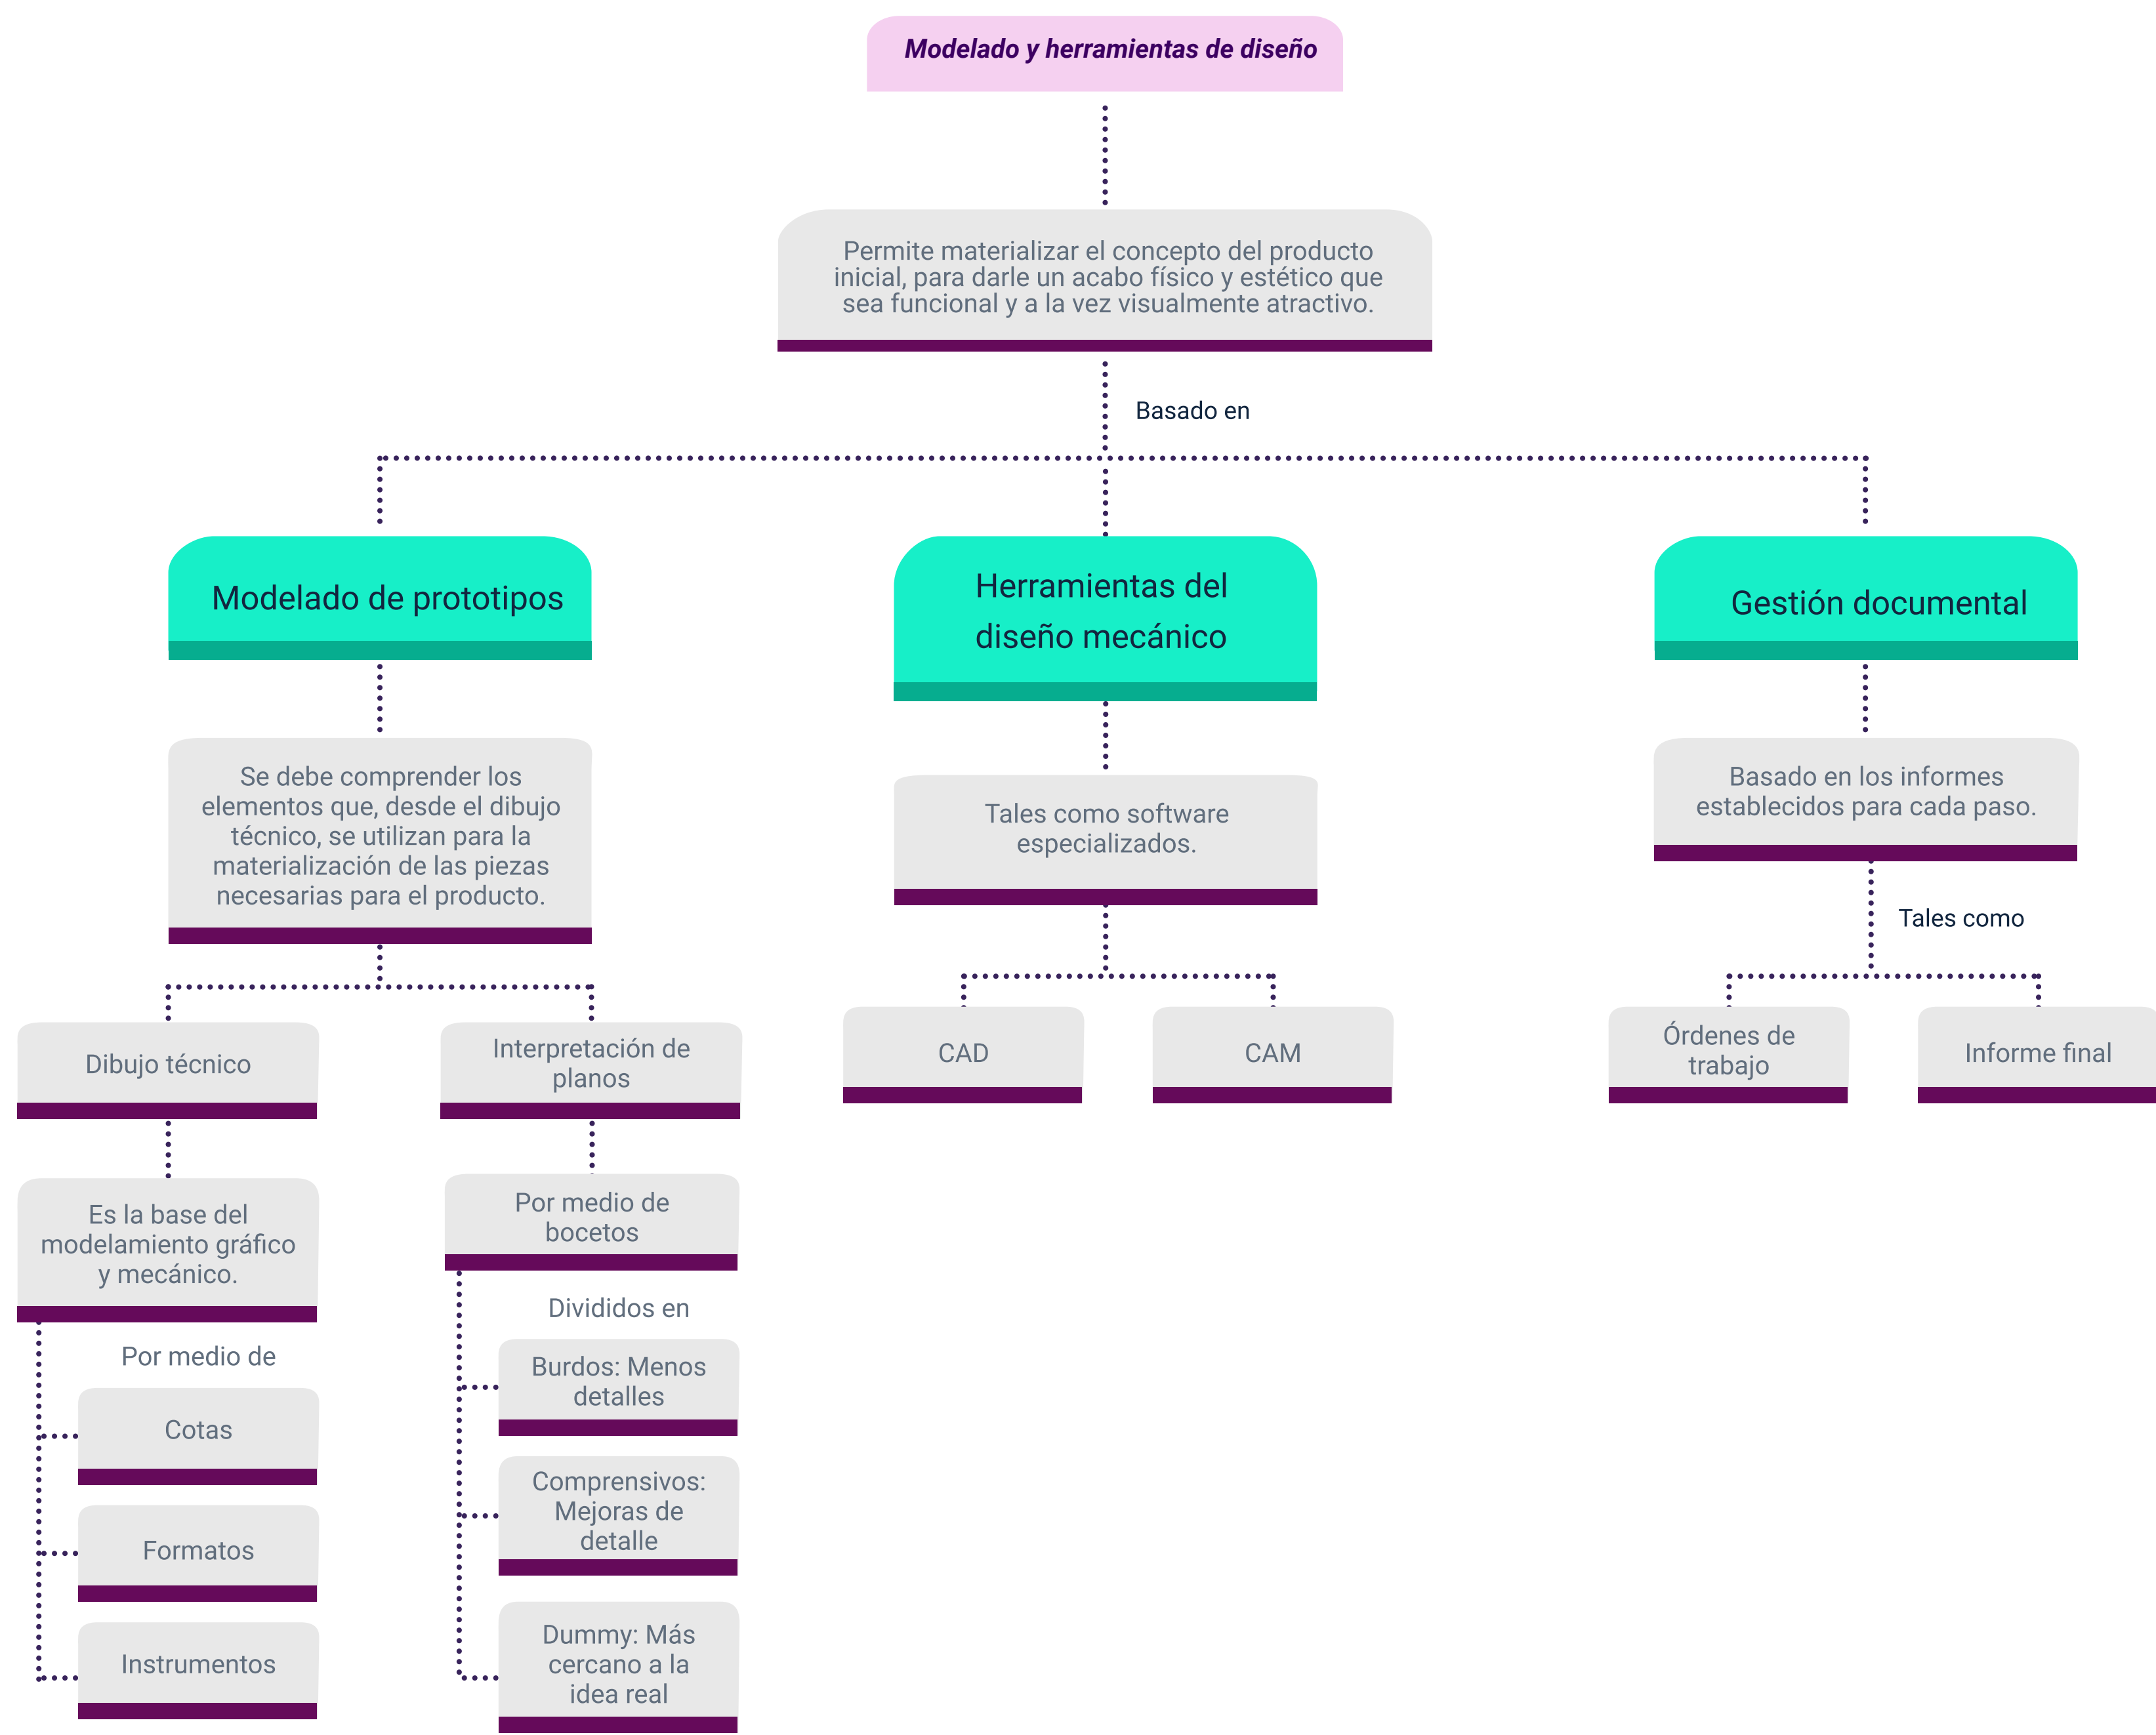 Modelado y herramientas de diseño
Permite materializar el concepto del producto
inicial, para darle un acabo físico y estético que
sea funcional y a la vez visualmente atractivo.
Basado en
Modelado de prototipos
Se debe comprender los
elementos que, desde el dibujo
técnico, se utilizan para la
materialización de las piezas
necesarias para el producto.
Dibujo técnico
Es la base del
modelamiento gráfico
y mecánico.
Por medio de
Cotas
Formatos
Instrumentos
Interpretación de
planos
Por medio de
bocetos
Divididos en
Burdos: Menos
detalles
Comprensivos:
Mejoras de
detalle
Dummy: Más
cercano a la
idea real
Herramientas del
diseño mecánico
Tales como software
especializados.
CAD
CAM
Gestión documental
Basado en los informes
establecidos para cada paso.
Tales como
Órdenes de
trabajo
Informe final